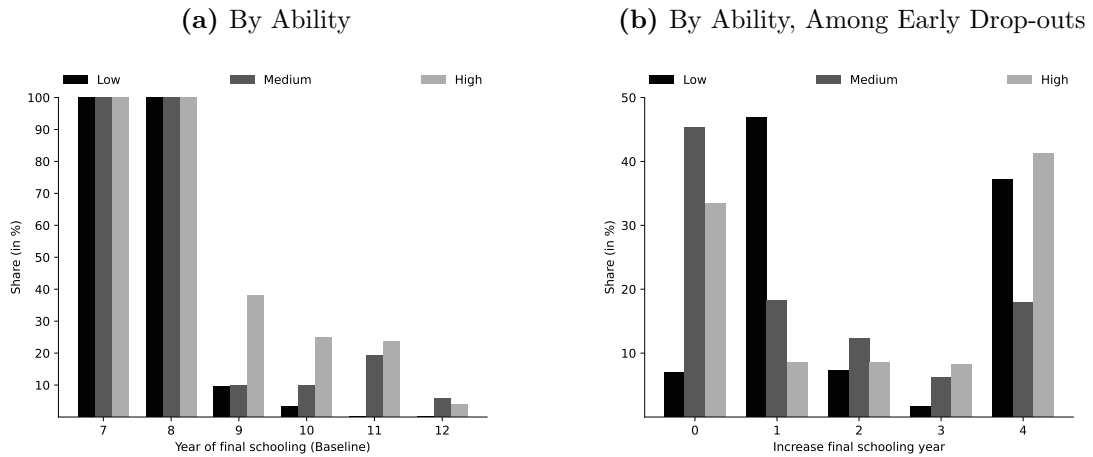 (a) By Ability
Low Medium High
100
90
80
70
60
50
40
30
20
10
Share (in %)
7 8 9 10 11 12
Year of final schooling (Baseline)
(b) By Ability, Among Early Drop-outs
Low Medium High
50
40
30
20
10
Share (in %)
0 1 2 3 4
Increase final schooling year